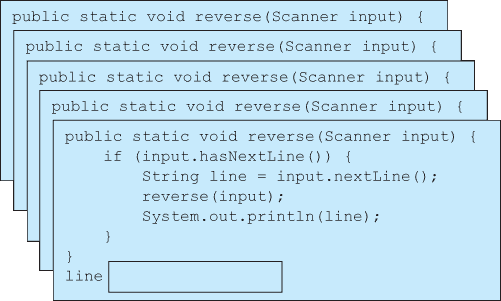 public static void reverse(Scanner input) {
public static void reverse(Scanner input) {
public static void reverse(Scanner input) {
public static void reverse(Scanner input) {
public static void reverse(Scanner input) {
    if (input.hasNextLine()) {
        String line = input.nextLine();
        reverse(input);
        System.out.println(line);
    }
}
line